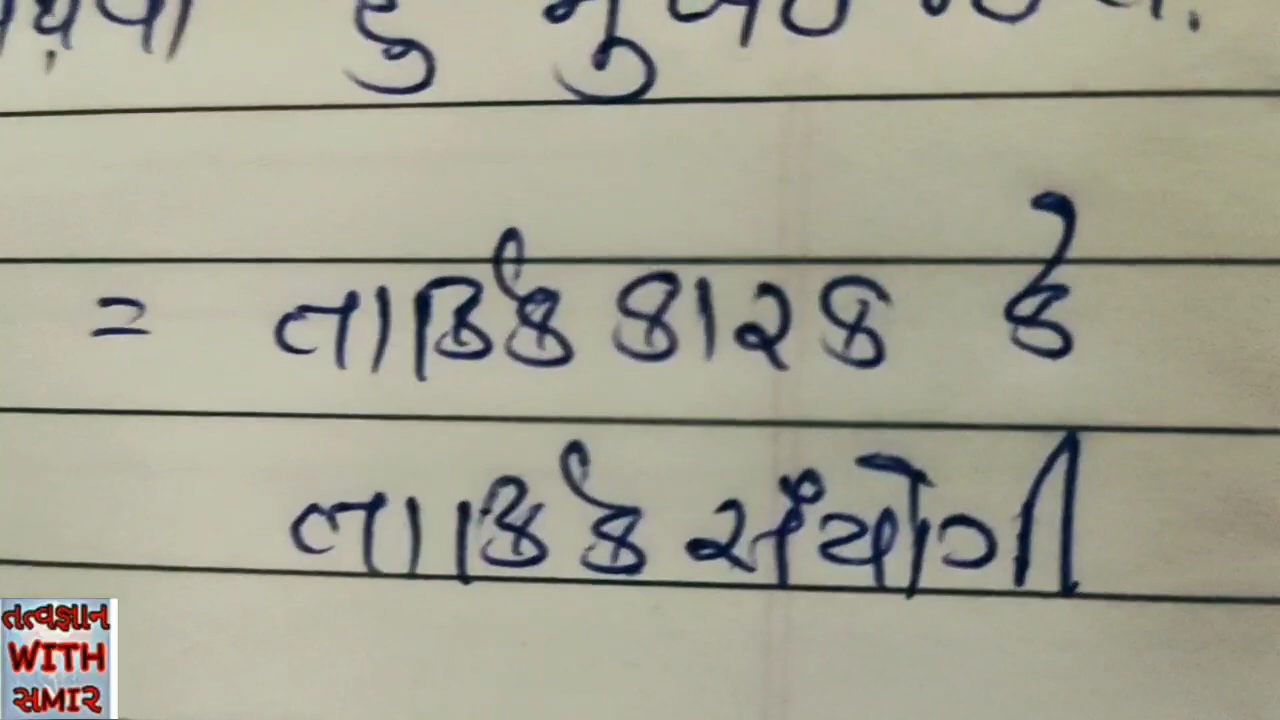 હું
= તાર્કિક કારક કે
તાર્કિક સંયોગી
તત્વજ્ઞાન
WITH
સમીર